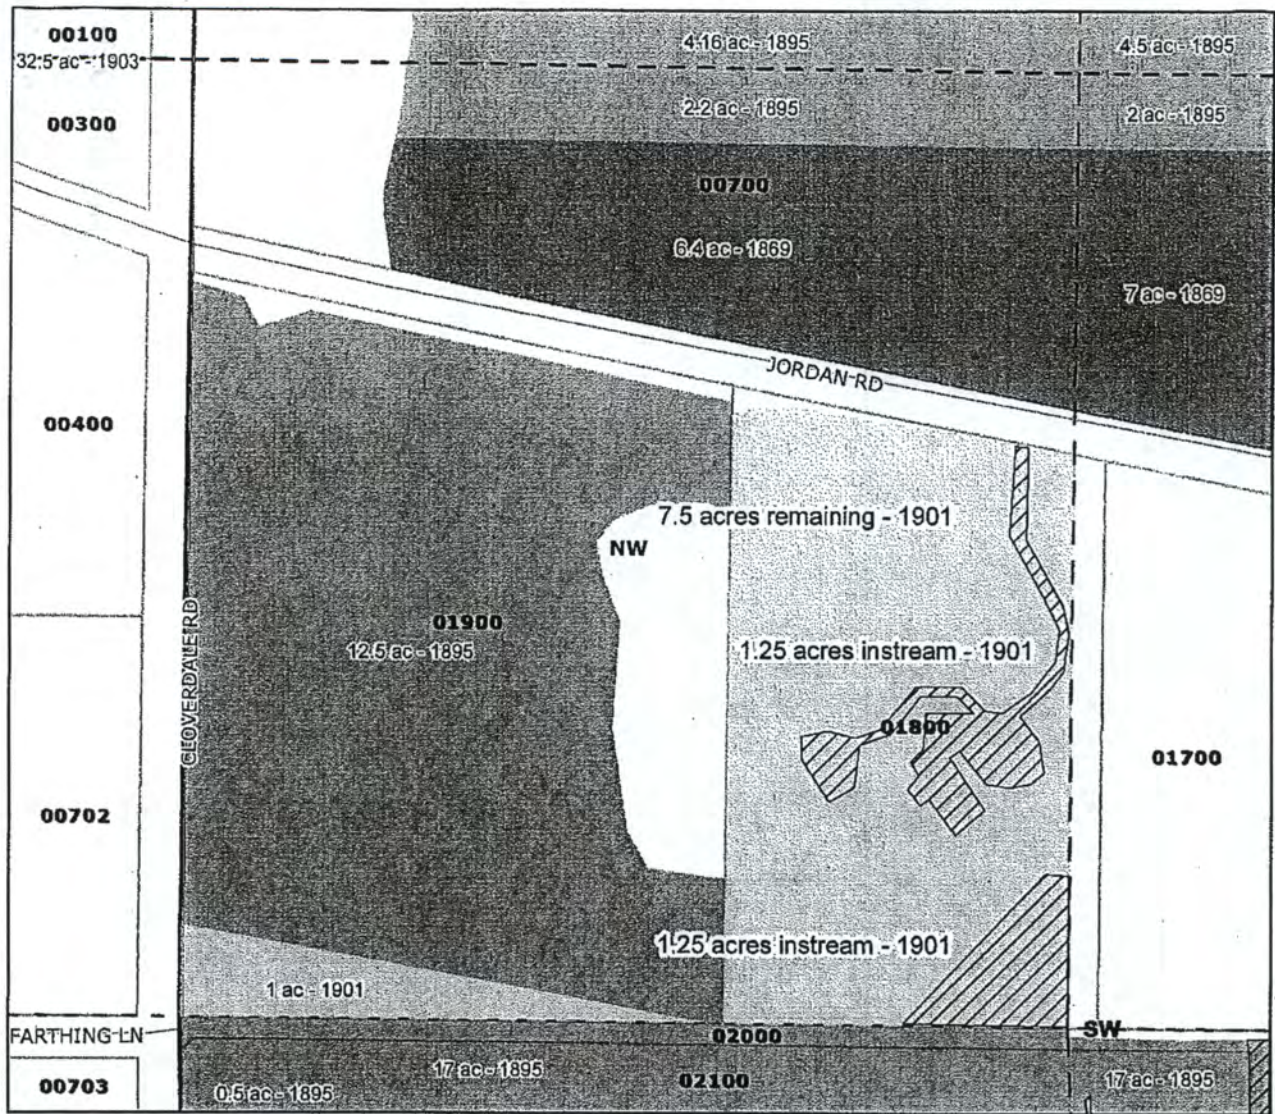 00100
4.16 ac - 1895
4.5 ac - 1895
32.5 ac - 1903
2.2 ac - 1895
2 ac - 1895
00300
00700
6.4 ac - 1869
7 ac - 1869
JORDAN RD
00400
7.5 acres remaining - 1901
NW
CLOVERDALE RD
01900
12.5 ac - 1895
1.25 acres instream - 1901
01800
01700
00702
1.25 acres instream - 1901
1 ac - 1901
FARTHING LN
02000
SW
17 ac - 1895
02100
17 ac - 1895
00703
0.5 ac - 1895